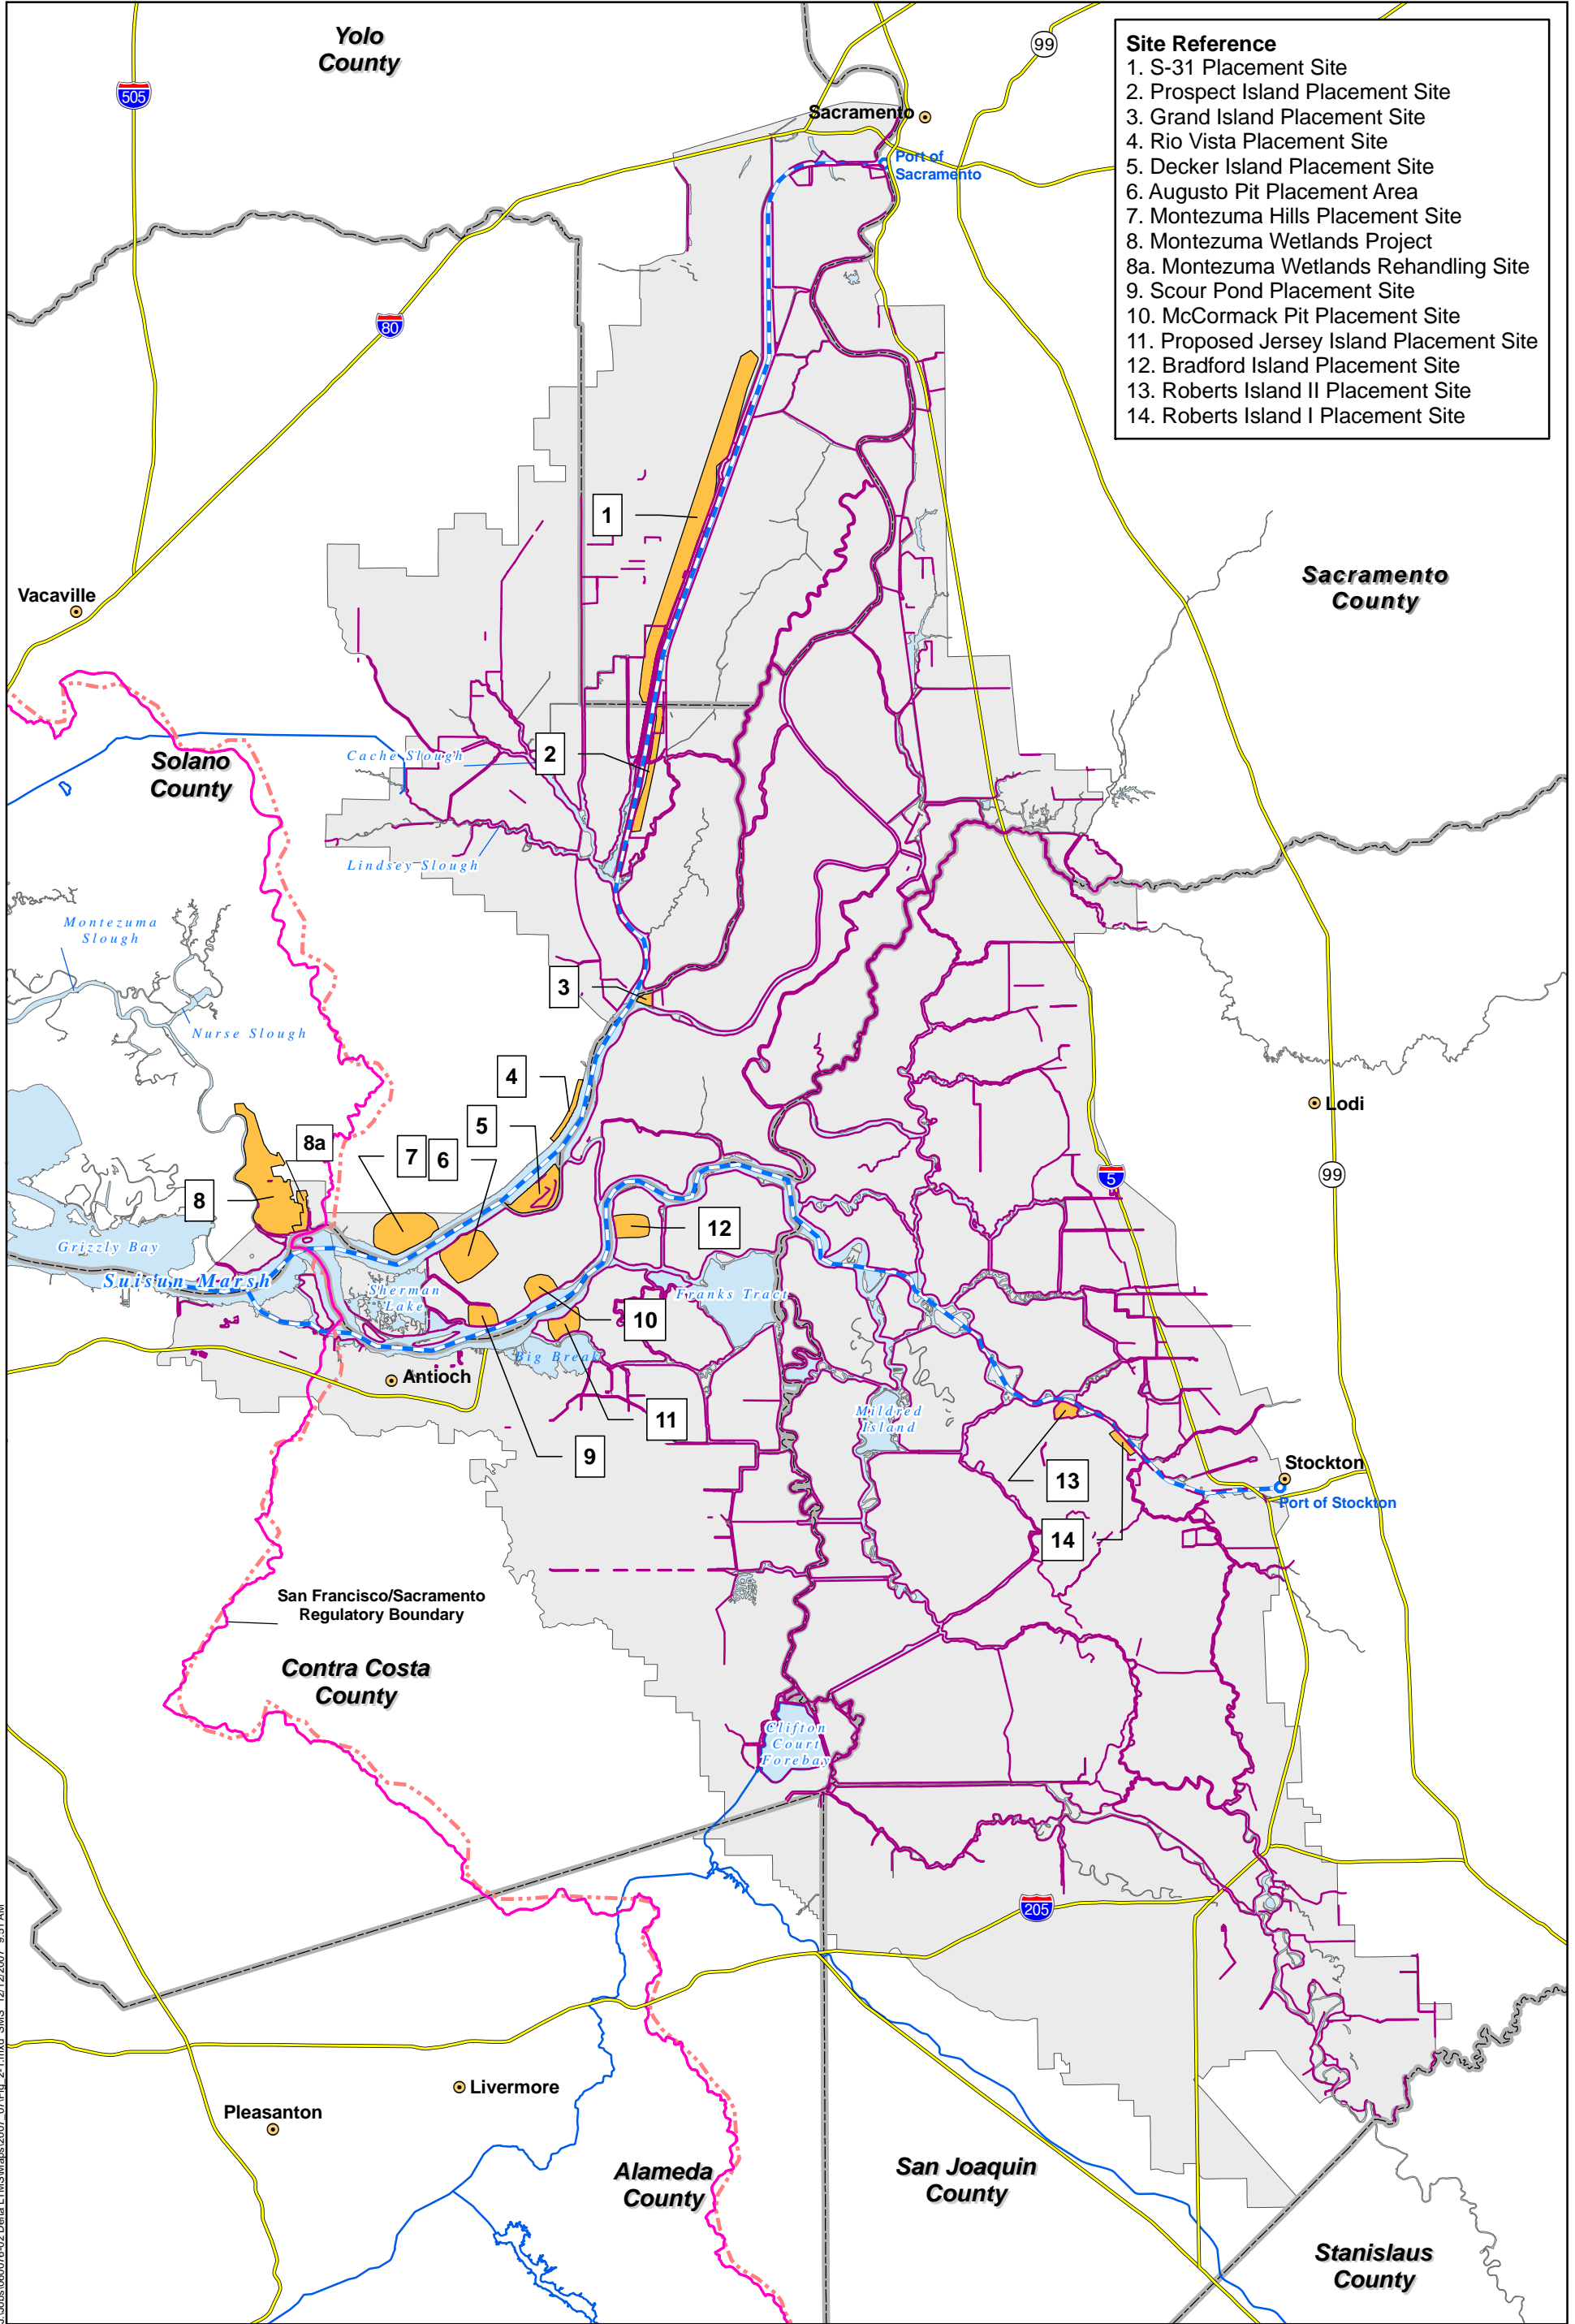 Yolo
County
505
99
Site Reference
1. S-31 Placement Site
2. Prospect Island Placement Site
3. Grand Island Placement Site
4. Rio Vista Placement Site
5. Decker Island Placement Site
6. Augusto Pit Placement Area
7. Montezuma Hills Placement Site
8. Montezuma Wetlands Project
8a. Montezuma Wetlands Rehandling Site
9. Scour Pond Placement Site
10. McCormack Pit Placement Site
11. Proposed Jersey Island Placement Site
12. Bradford Island Placement Site
13. Roberts Island II Placement Site
14. Roberts Island I Placement Site
Sacramento
Port of
Sacramento
80
1
Vacaville
Sacramento
County
Solano
County
Cache Slough
2
Lindsey Slough
Montezuma
Slough
3
Nurse Slough
4
Lodi
5
8a
7
6
5
99
8
12
Grizzly Bay
Suisun Marsh
Sherman
Lake
Franks Tract
10
Big Break
Antioch
11
Mildred
Island
9
13
Stockton
Port of Stockton
14
San Francisco/Sacramento
Regulatory Boundary
Contra Costa
County
Clifton
Court
Forebay
205
Livermore
Pleasanton
Alameda
County
San Joaquin
County
Stanislaus
County